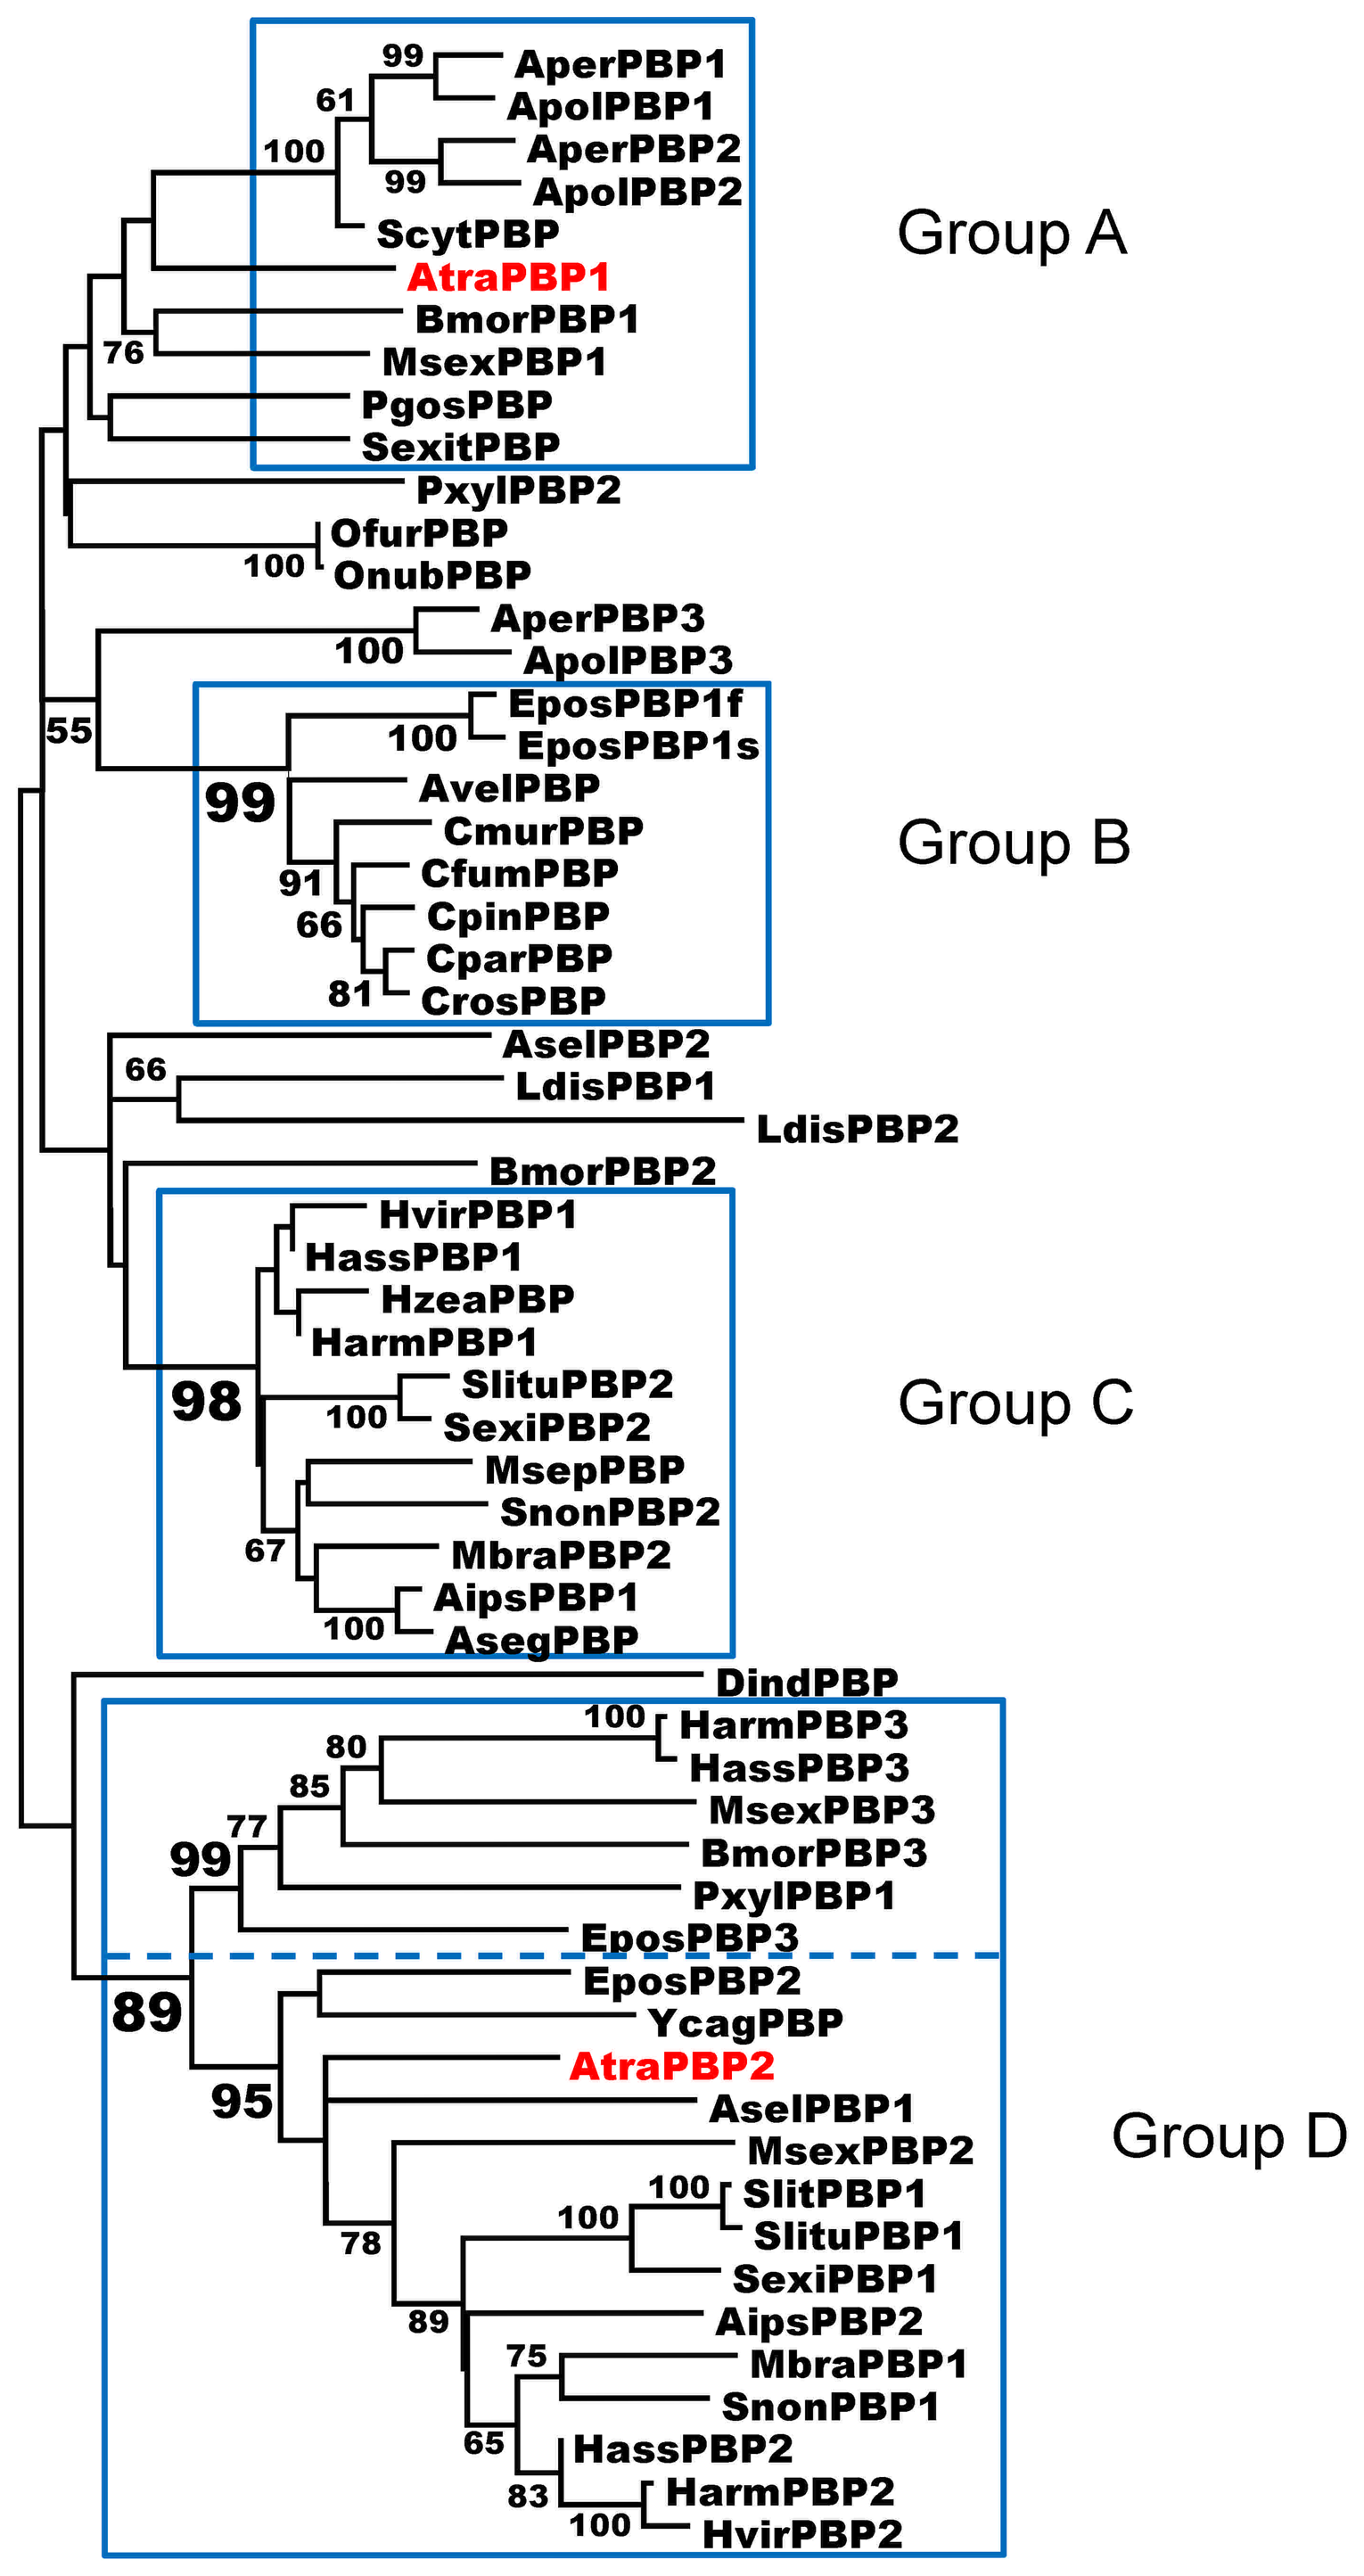 99 AperPBP1
61 ApolPBP1
100 AperPBP2
99 ApolPBP2
ScytPBP Group A
AtraPBP1
BmorPBP1
76 MsexPBP1
PgosPBP
SexitPBP
PxylPBP2
OfurPBP
100 OnubPBP
AperPBP3
100 ApolPBP3
55 EposPBP1f
100 EposPBP1s
99 AvelPBP
CmurPBP Group B
91 CfumPBP
66 CpinPBP
CparPBP
81 CrosPBP
AselPBP2
66 LdisPBP1
LdisPBP2
BmorPBP2
HvirPBP1
HassPBP1
HzeaPBP
HarmPBP1
98 SlituPBP2 Group C
100 SexiPBP2
MsepPBP
SnonPBP2
67 MbraPBP2
AipsPBP1
100 AsegPBP
DindPBP
100 HarmPBP3
80 HassPBP3
85 MsexPBP3
77 BmorPBP3
99 PxylPBP1
EposPBP3
89 EposPBP2
YcagPBP
AtraPBP2
95 AselPBP1
MsexPBP2 Group D
100 SlitPBP1
100 SlituPBP1
78 SexiPBP1
89 AipsPBP2
75 MbraPBP1
SnonPBP1
65 HassPBP2
83 HarmPBP2
100 HvirPBP2